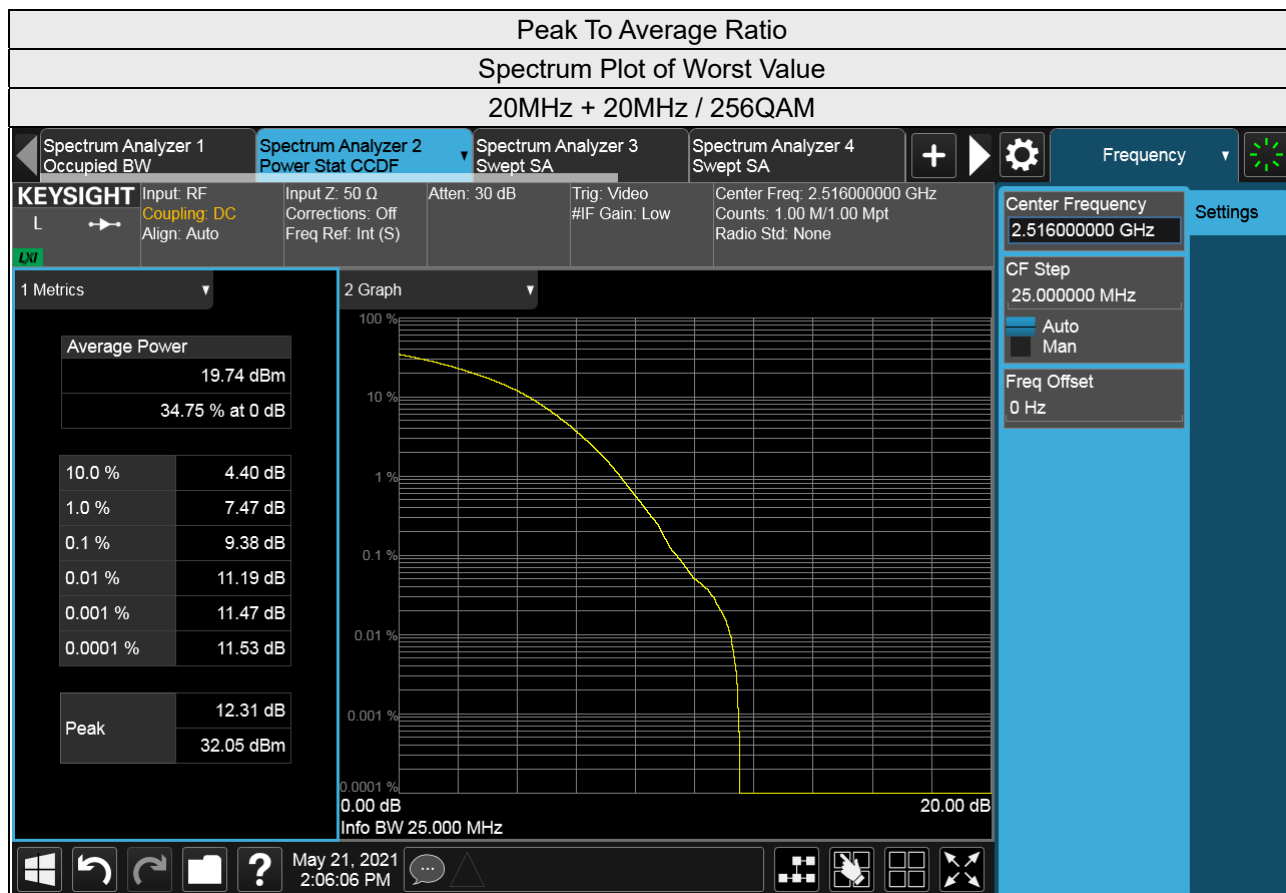 Peak To Average Ratio
Spectrum Plot of Worst Value
20MHz + 20MHz / 256QAM
Spectrum Analyzer 1
Occupied BW
Spectrum Analyzer 2
Power Stat CCDF
Spectrum Analyzer 3
Swept SA
Spectrum Analyzer 4
Swept SA
+
Frequency
KEYSIGHT
L
LXI
Input: RF
Coupling: DC
Align: Auto
Input Z: 50 Ω
Corrections: Off
Freq Ref: Int (S)
Atten: 30 dB
Trig: Video
#IF Gain: Low
Center Freq: 2.516000000 GHz
Counts: 1.00 M/1.00 Mpt
Radio Std: None
Center Frequency
2.516000000 GHz
Settings
CF Step
25.000000 MHz
Auto
Man
Freq Offset
0 Hz
1 Metrics
Average Power
19.74 dBm
34.75 % at 0 dB
10.0 % 4.40 dB
1.0 % 7.47 dB
0.1 % 9.38 dB
0.01 % 11.19 dB
0.001 % 11.47 dB
0.0001 % 11.53 dB
Peak
12.31 dB
32.05 dBm
2 Graph
100 %
10 %
1 %
0.1 %
0.01 %
0.001 %
0.0001 %
0.00 dB 20.00 dB
Info BW 25.000 MHz
?
May 21, 2021
2:06:06 PM